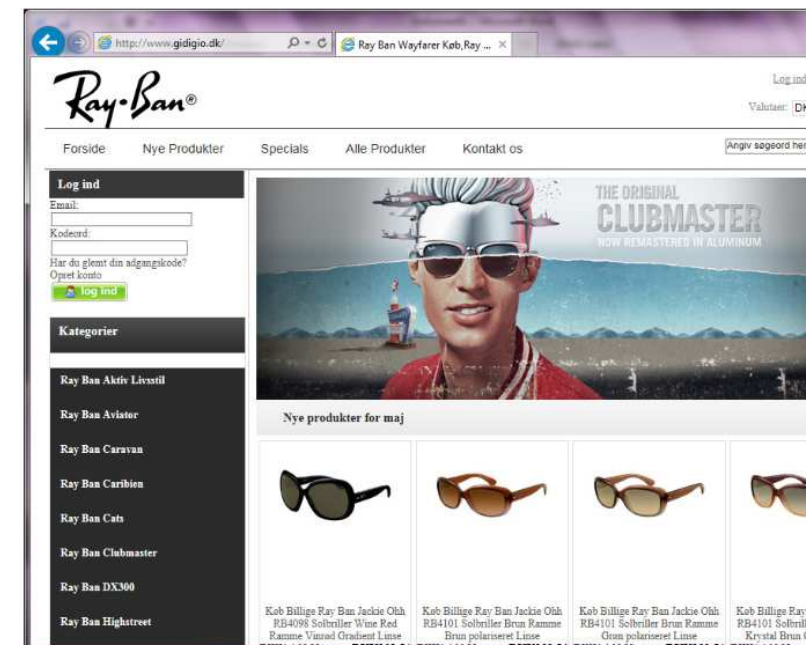 http://www.gidigio.dk/
Ray Ban Wayfarer Køb,Ray ...
Ray·Ban®
Log ind
Valutaer:
Forside Nye Produkter Specials Alle Produkter Kontakt os
Angiv søgeord her
Log ind
Email:
Kodeord:
Har du glemt din adgangskode?
Opret konto
log ind
Kategorier
Ray Ban Aktiv Livsstil
Ray Ban Aviator
Ray Ban Caravan
Ray Ban Caribien
Ray Ban Cats
Ray Ban Clubmaster
Ray Ban DX300
Ray Ban Highstreet
THE ORIGINAL
CLUBMASTER
NOW REMASTERED IN ALUMINUM
Nye produkter for maj
Køb Billige Ray Ban Jackie Ohh
RB4098 Solbriller Wine Red
Ramme Vinrød Gradient Linse
Køb Billige Ray Ban Jackie Ohh
RB4101 Solbriller Brun Ramme
Brun polariseret Linse
Køb Billige Ray Ban Jackie Ohh
RB4101 Solbriller Brun Ramme
Grøn polariseret Linse
Køb Billige Ray
RB4101 Solbrill
Krystal Brun